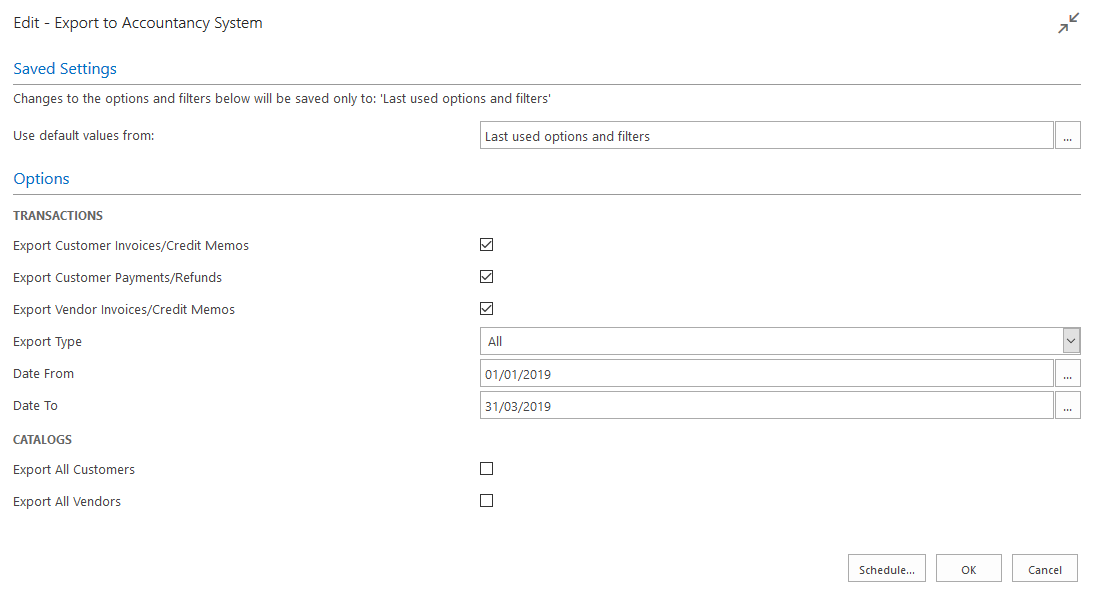 Edit - Export to Accountancy System
Saved Settings
Changes to the options and filters below will be saved only to: 'Last used options and filters'
Use default values from: Last used options and filters ...
Options
TRANSACTIONS
Export Customer Invoices/Credit Memos
Export Customer Payments/Refunds
Export Vendor Invoices/Credit Memos
Export Type All
Date From 01/01/2019 ...
Date To 31/03/2019 ...
CATALOGS
Export All Customers
Export All Vendors
Schedule... OK Cancel